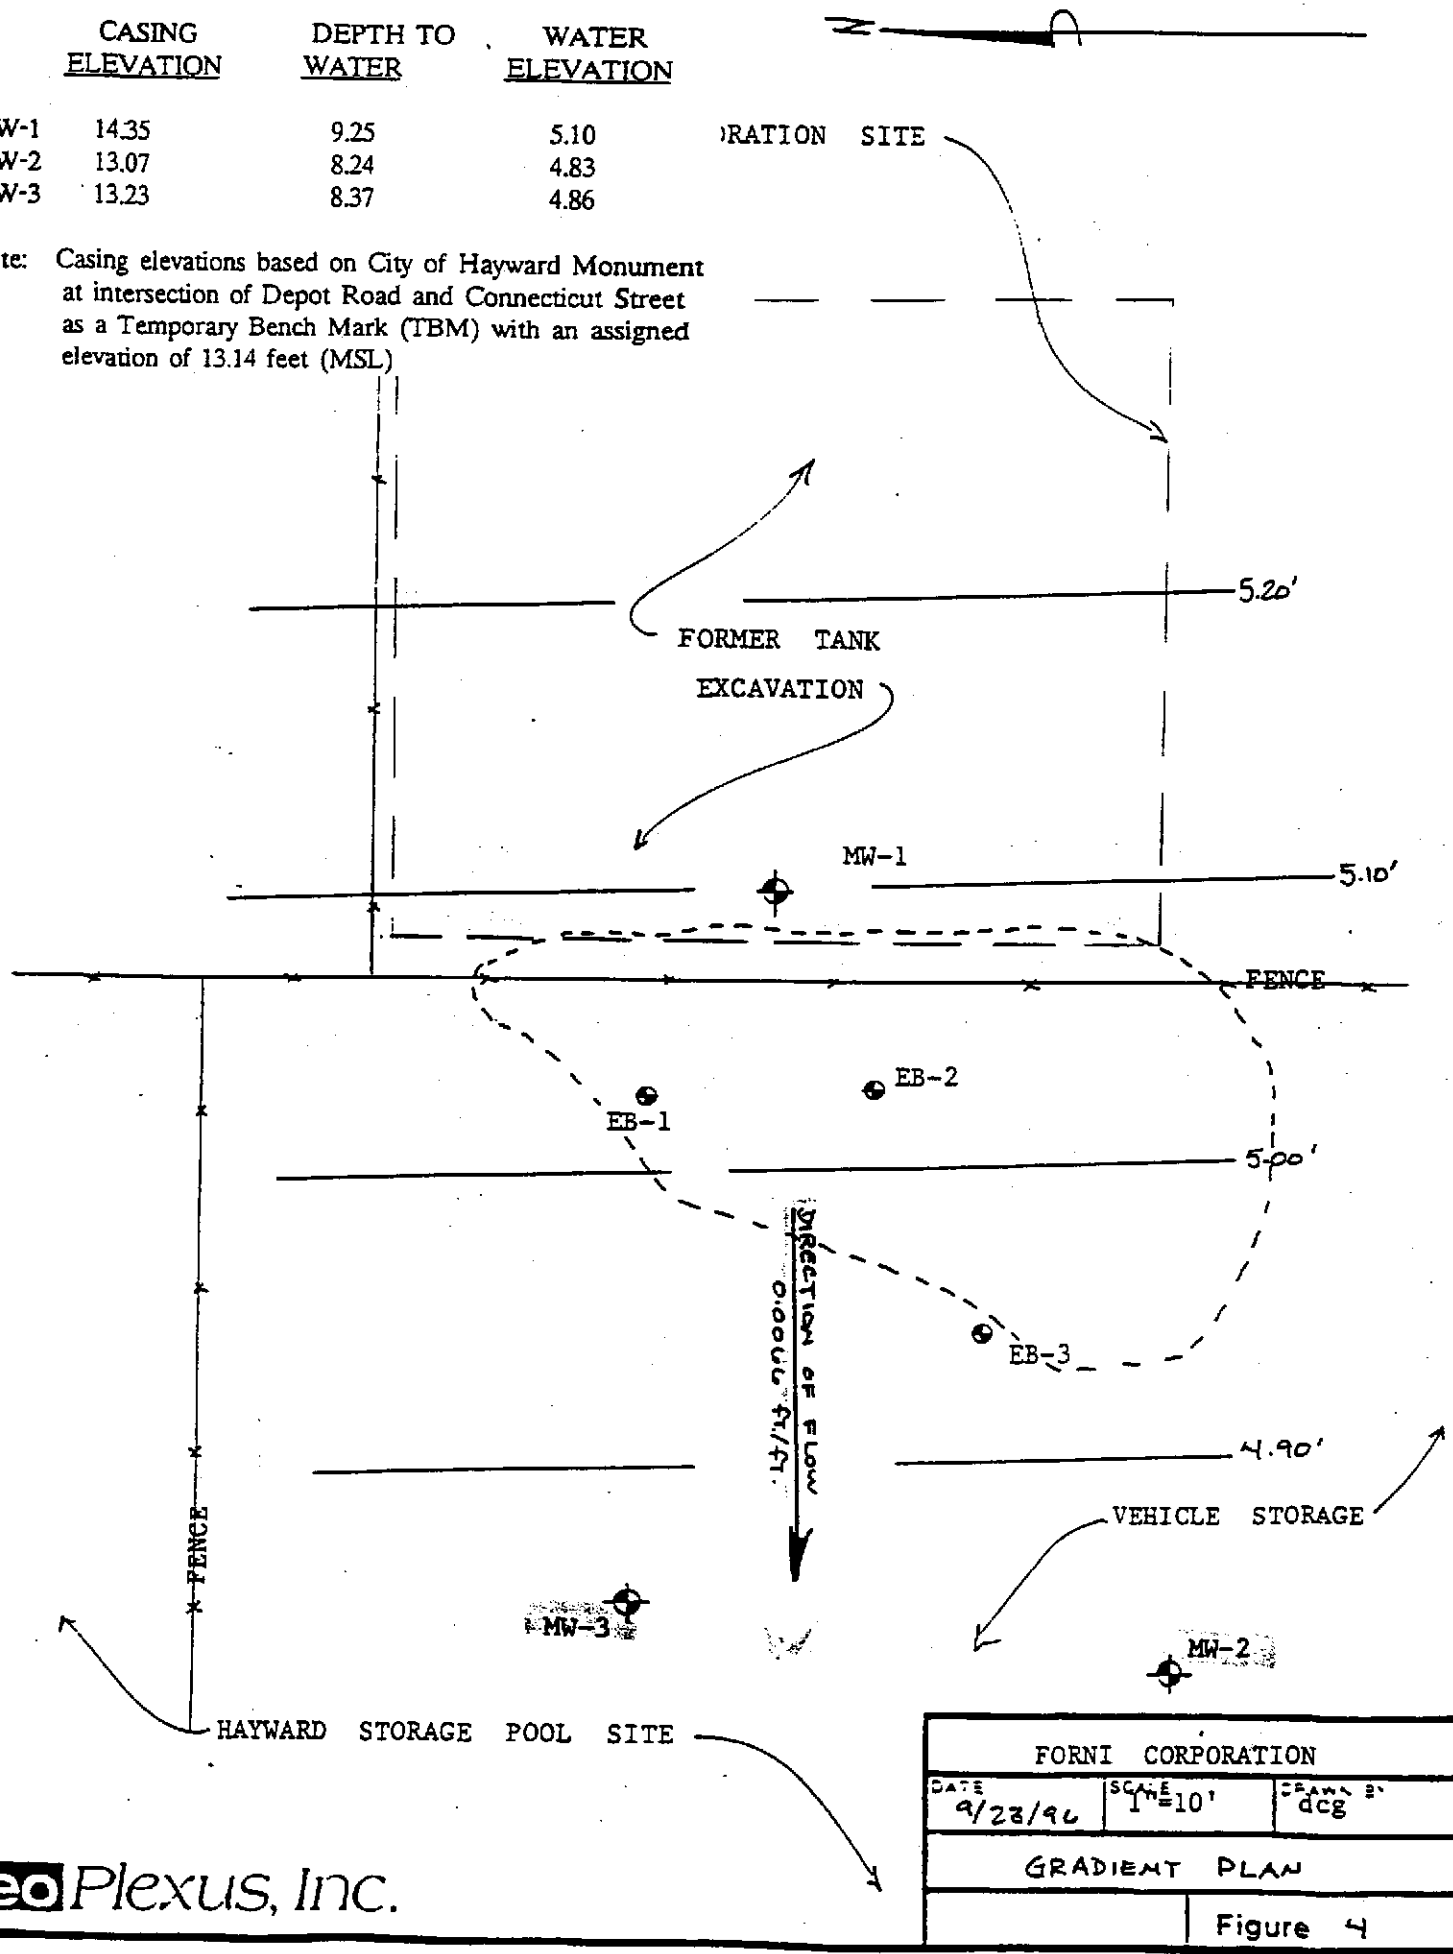 CASING DEPTH TO WATER
ELEVATION WATER ELEVATION
W-1 14.35 9.25 5.10
W-2 13.07 8.24 4.83
W-3 13.23 8.37 4.86
te: Casing elevations based on City of Hayward Monument
at intersection of Depot Road and Connecticut Street
as a Temporary Bench Mark (TBM) with an assigned
elevation of 13.14 feet (MSL)
N
RATION SITE
5.20'
FORMER TANK
EXCAVATION
MW-1
5.10'
FENCE
EB-2
EB-1
5.00'
DIRECTION OF FLOW
0.0066 ft./ft.
EB-3
4.90'
VEHICLE STORAGE
FENCE
MW-3
MW-2
HAYWARD STORAGE POOL SITE
FORNI CORPORATION
DATE 9/23/96 SCALE 1"=10' DRAWN BY dcg
GRADIENT PLAN
Figure 4
eo Plexus, Inc.